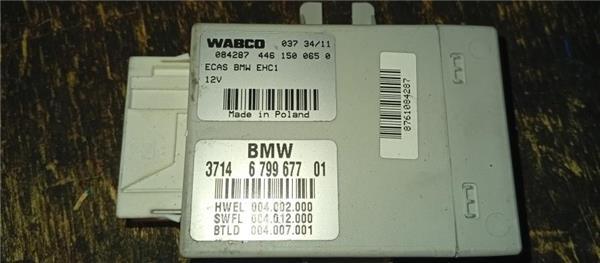 WABCO 037 34/11
084287 446 150 065 0
ECAS BMW EHC1
12V
Made in Poland
BMW
3714 6 799 677 01
HWEL 004.002.000
SWFL 004.012.000
BTLD 004.007.001
8761084287